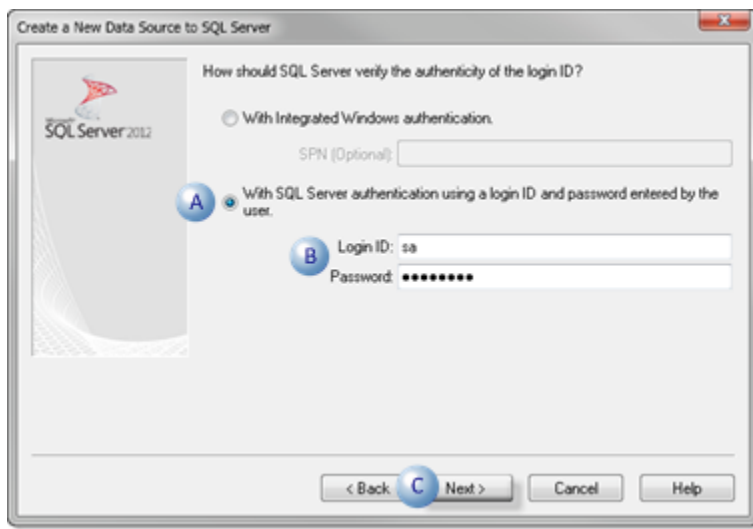 Create a New Data Source to SQL Server
How should SQL Server verify the authenticity of the login ID?
Microsoft
SQL Server 2012
With Integrated Windows authentication.
SPN (Optional):
A
With SQL Server authentication using a login ID and password entered by the
user.
B
Login ID: sa
Password: ●●●●●●●●
< Back
C
Next >
Cancel
Help